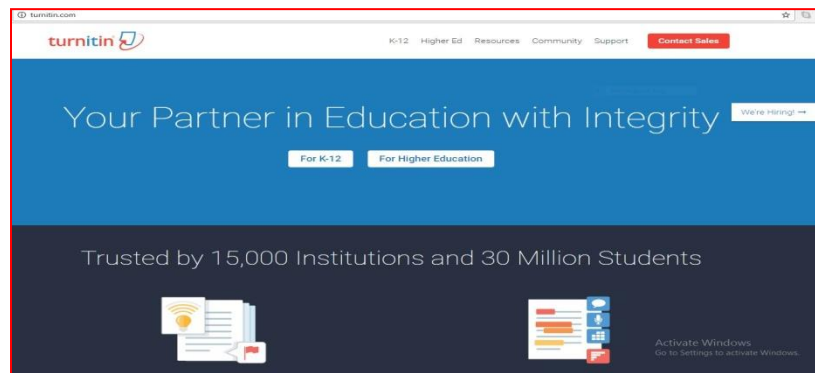 turnitin.com
turnitin
K-12 Higher Ed Resources Community Support Contact Sales
Your Partner in Education with Integrity
We're Hiring! →
For K-12 For Higher Education
Trusted by 15,000 Institutions and 30 Million Students
Activate Windows
Go to Settings to activate Windows.